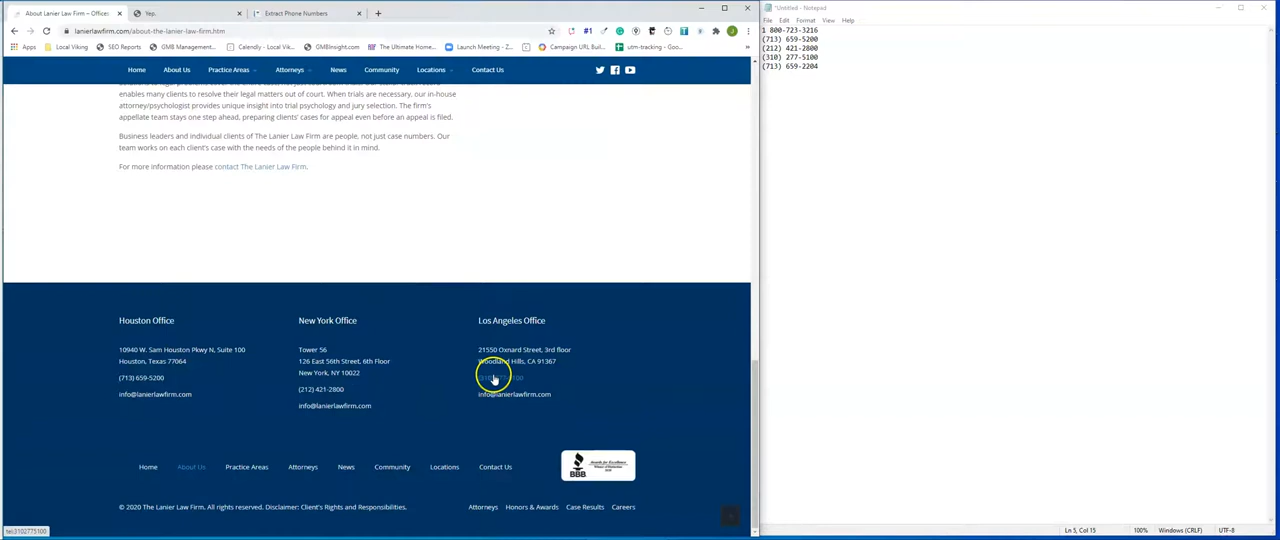 About Lanier Law Firm – Offices
Yep.
Extract Phone Numbers
lanierlawfirm.com/about-the-lanier-law-firm.htm
Apps
Local Viking
SEO Reports
GMB Management...
Calendly - Local Vik...
GMBInsight.com
The Ultimate Home...
Launch Meeting - Z...
Campaign URL Buil...
utm-tracking - Goo...
Home
About Us
Practice Areas
Attorneys
News
Community
Locations
Contact Us
enables many clients to resolve their legal matters out of court. When trials are necessary, our in-house
attorney/psychologist provides unique insight into trial psychology and jury selection. The firm's
appellate team stays one step ahead, preparing clients' cases for appeal even before an appeal is filed.
Business leaders and individual clients of The Lanier Law Firm are people, not just case numbers. Our
team works on each client's case with the needs of the people behind it in mind.
For more information please contact The Lanier Law Firm.
Houston Office
10940 W. Sam Houston Pkwy N, Suite 100
Houston, Texas 77064
(713) 659-5200
info@lanierlawfirm.com
New York Office
Tower 56
126 East 56th Street, 6th Floor
New York, NY 10022
(212) 421-2800
info@lanierlawfirm.com
Los Angeles Office
21550 Oxnard Street, 3rd floor
Woodland Hills, CA 91367
info@lanierlawfirm.com
Home
About Us
Practice Areas
Attorneys
News
Community
Locations
Contact Us
BBB
© 2020 The Lanier Law Firm. All rights reserved. Disclaimer: Client's Rights and Responsibilities.
Attorneys
Honors & Awards
Case Results
Careers
tel:3102775100
*Untitled - Notepad
File
Edit
Format
View
Help
1 800-723-3216
(713) 659-5200
(212) 421-2800
(310) 277-5100
(713) 659-2204
Ln 5, Col 15
100%
Windows (CRLF)
UTF-8